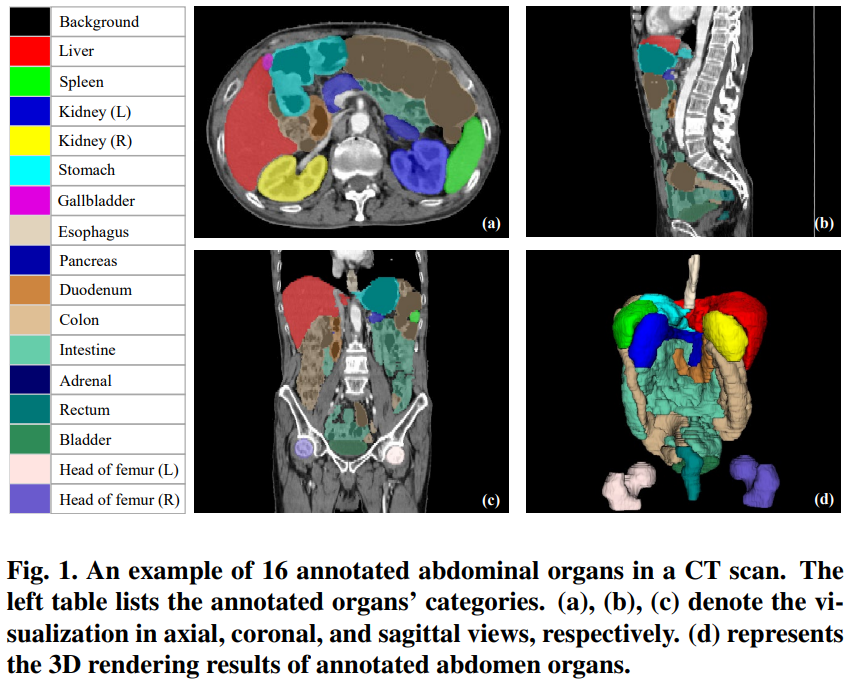 Background
Liver
Spleen
Kidney (L)
Kidney (R)
Stomach
Gallbladder
Esophagus
Pancreas
Duodenum
Colon
Intestine
Adrenal
Rectum
Bladder
Head of femur (L)
Head of femur (R)
(a)
(b)
(c)
(d)
Fig. 1. An example of 16 annotated abdominal organs in a CT scan. The
left table lists the annotated organs’ categories. (a), (b), (c) denote the vi-
sualization in axial, coronal, and sagittal views, respectively. (d) represents
the 3D rendering results of annotated abdomen organs.